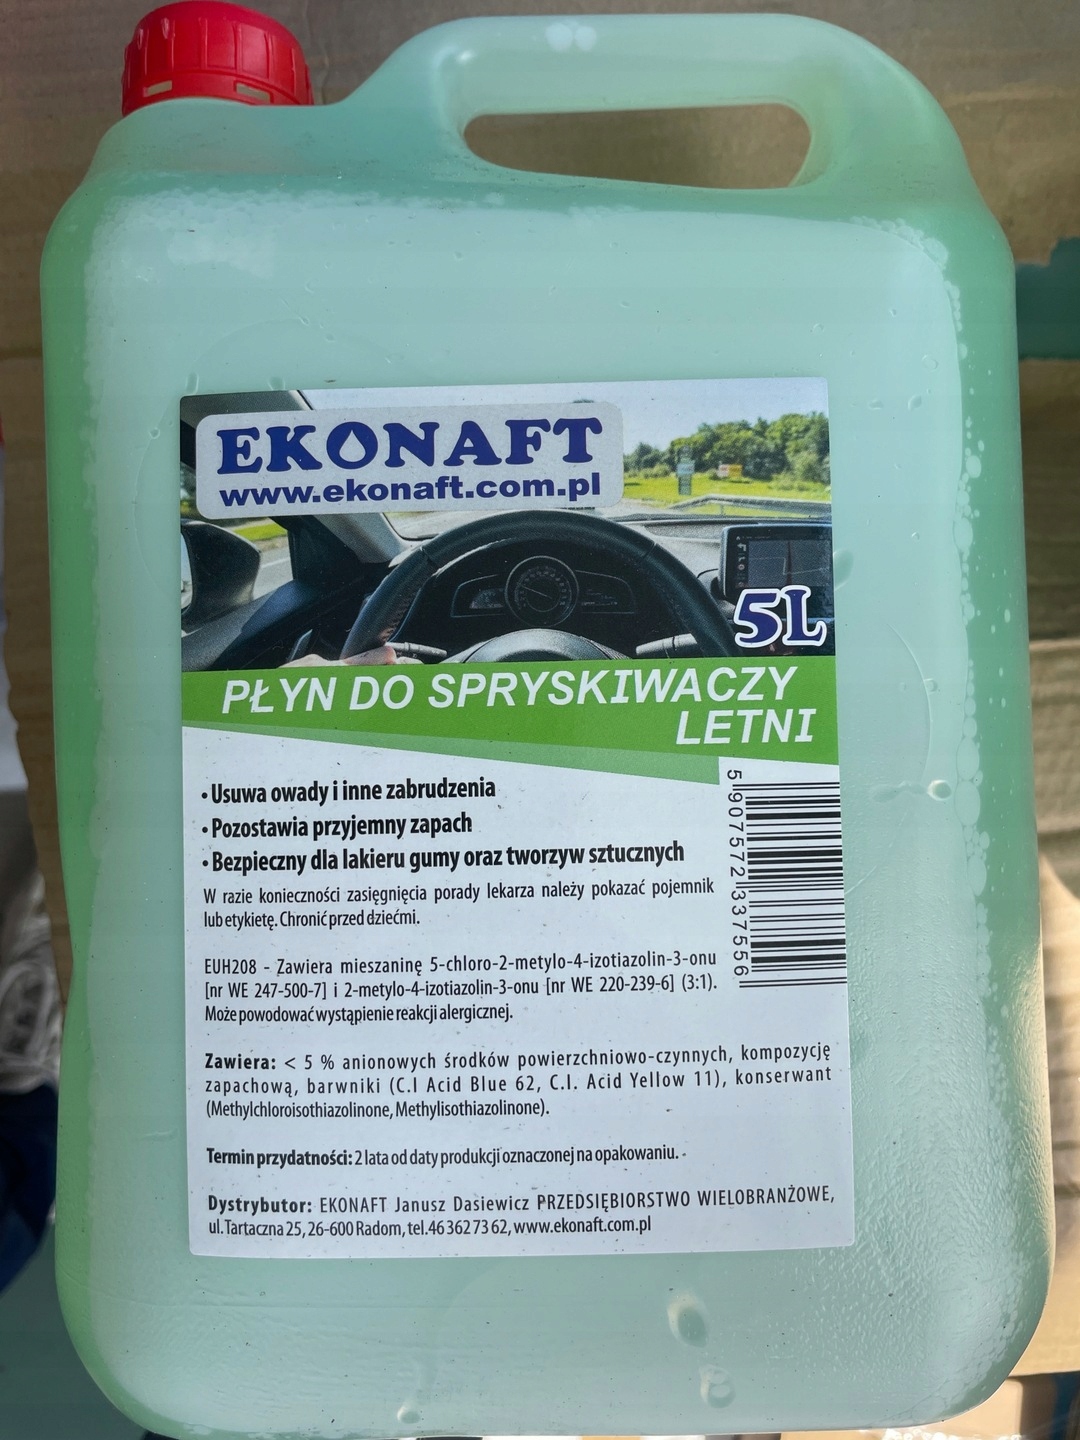 EKONAFT
www.ekonaft.com.pl
5L
PŁYN DO SPRYSKIWACZY
LETNI
• Usuwa owady i inne zabrudzenia
• Pozostawia przyjemny zapach
• Bezpieczny dla lakieru gumy oraz tworzyw sztucznych
5 907572 337556
W razie konieczności zasięgnięcia porady lekarza należy pokazać pojemnik
lub etykietę. Chronić przed dziećmi.
EUH208 - Zawiera mieszaninę 5-chloro-2-metylo-4-izotiazolin-3-onu
[nr WE 247-500-7] i 2-metylo-4-izotiazolin-3-onu [nr WE 220-239-6] (3:1).
Może powodować wystąpienie reakcji alergicznej.
Zawiera: < 5 % anionowych środków powierzchniowo-czynnych, kompozycję
zapachową, barwniki (C.I Acid Blue 62, C.I. Acid Yellow 11), konserwant
(Methylchloroisothiazolinone, Methylisothiazolinone).
Termin przydatności: 2 lata od daty produkcji oznaczonej na opakowaniu. -
Dystrybutor: EKONAFT Janusz Dasiewicz PRZEDSIĘBIORSTWO WIELOBRANŻOWE,
ul. Tartaczna 25, 26-600 Radom, tel. 46 362 73 62, www.ekonaft.com.pl